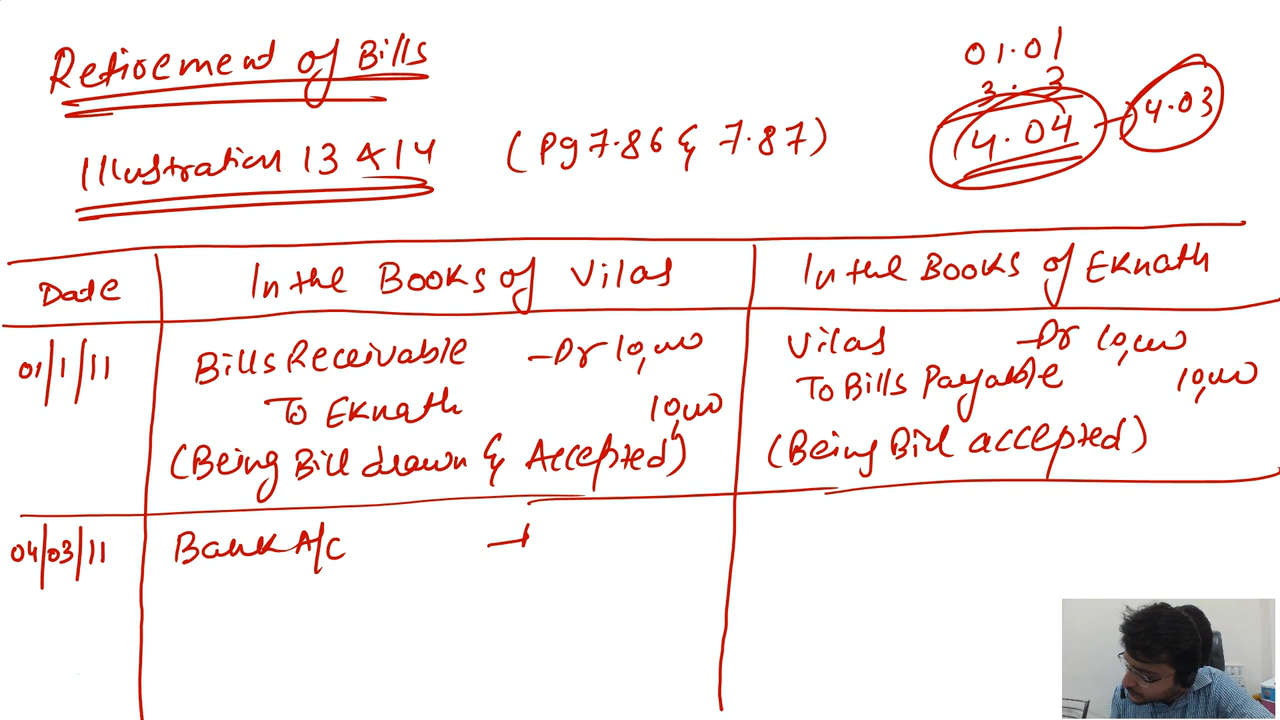 Retirement of Bills
Illustration 13 & 14 (Pg 7.86 & 7.87)
01.01
3. 3
4.04 - 4.03
Date
In the Books of Vilas
In the Books of Eknath
01/1/11
Bills Receivable -Dr 10,000
To Eknath 10,000
(Being Bill drawn & Accepted)
Vilas -Dr 10,000
To Bills Payable 10,000
(Being Bill accepted)
04/03/11
Bank A/c